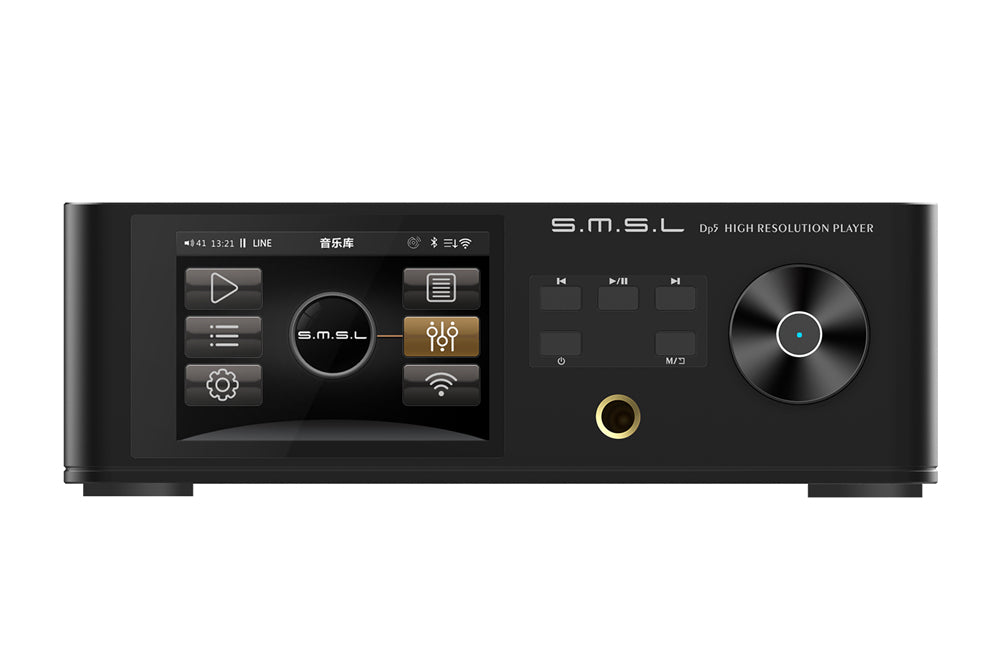 41 13:21 LINE 音乐库
S.M.S.L
S.M.S.L Dp5 HIGH RESOLUTION PLAYER
M/